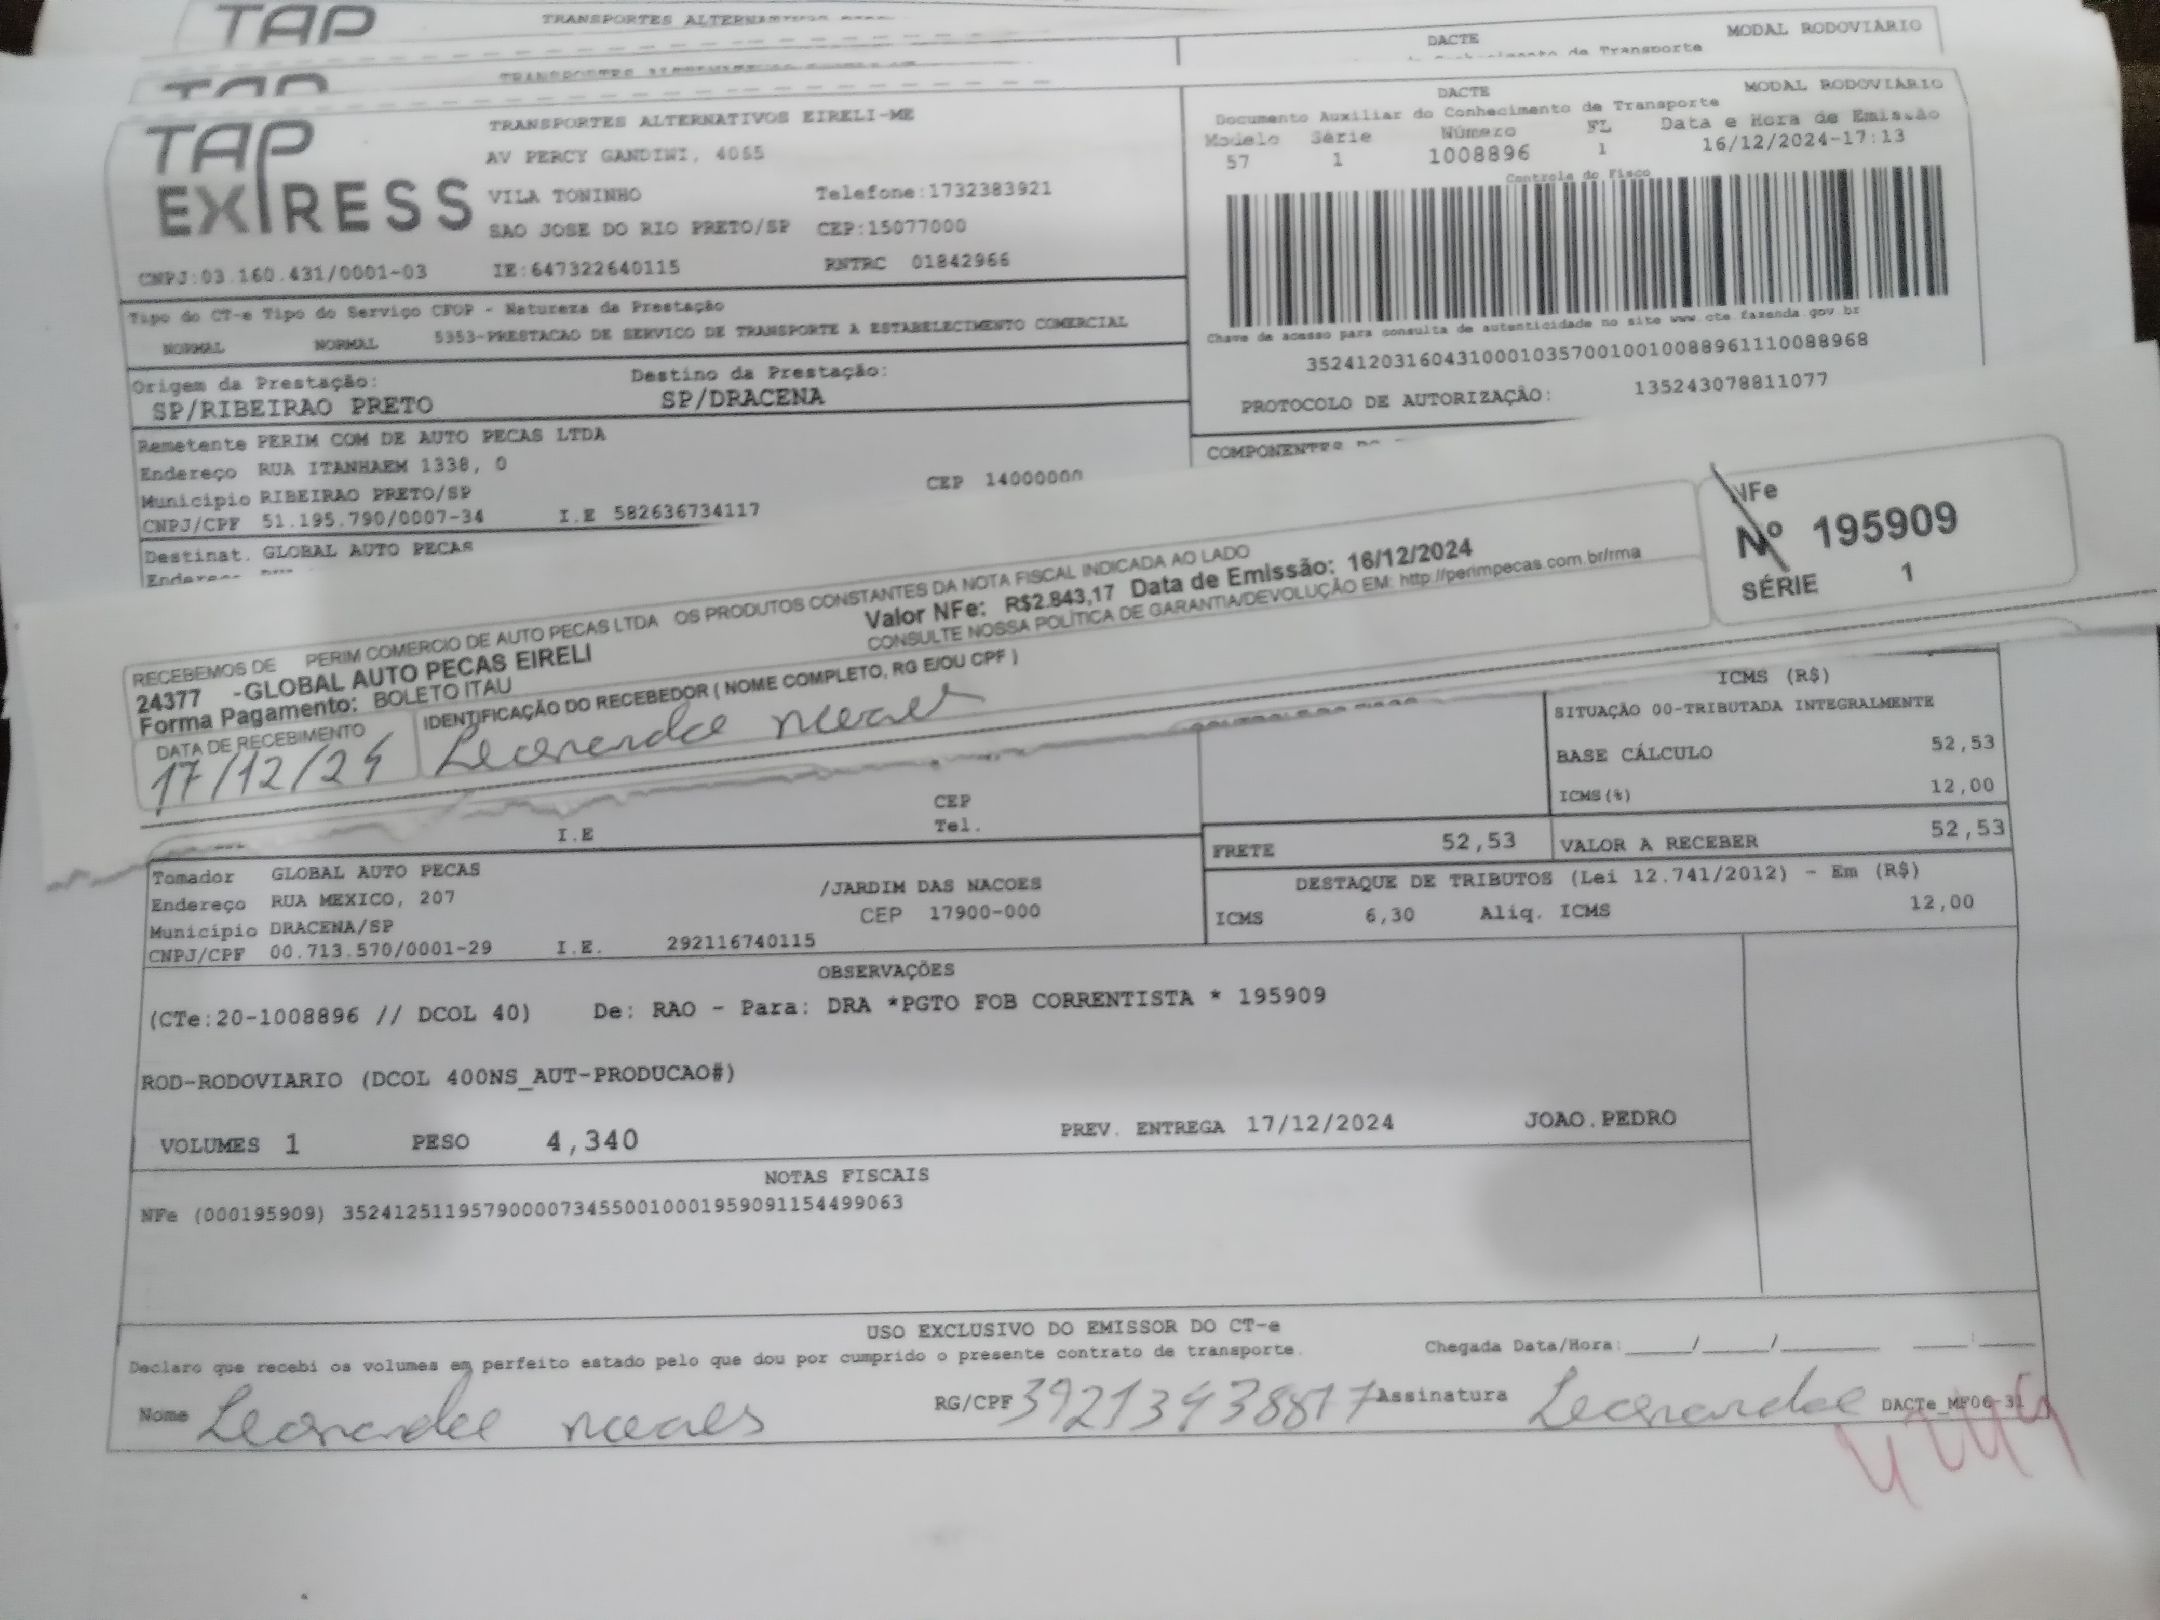 TAP
TRANSPORTES
DACTE
MODAL RODOVIÁRIO
de Transporte
TRANSPORTES
TAP EXPRESS
TRANSPORTES ALTERNATIVOS EIRELI-ME
AV PERCY GANDINI, 4065
VILA TONINHO Telefone:1732383921
SAO JOSE DO RIO PRETO/SP CEP:15077000
CNPJ:03.160.431/0001-03 IE:647322640115 RNTRC 01842966
DACTE MODAL RODOVIÁRIO
Documento Auxiliar do Conhecimento de Transporte
Modelo Série Número FL Data e Hora de Emissão
57 1 1008896 1 16/12/2024-17:13
Controle do Fisco
Chave de acesso para consulta de autenticidade no site www.cte.fazenda.gov.br
35241203160431000103570010010088961110088968
PROTOCOLO DE AUTORIZAÇÃO: 135243078811077
Tipo do CT-e Tipo do Serviço CFOP - Natureza da Prestação
NORMAL NORMAL 5353-PRESTACAO DE SERVICO DE TRANSPORTE A ESTABELECIMENTO COMERCIAL
Origem da Prestação: Destino da Prestação:
SP/RIBEIRAO PRETO SP/DRACENA
Remetente PERIM COM DE AUTO PECAS LTDA
Endereço RUA ITANHAEM 1338, 0
Município RIBEIRAO PRETO/SP CEP 14000000
CNPJ/CPF 51.195.790/0007-34 I.E 582636734117
Destinat. GLOBAL AUTO PECAS
COMPONENTES
RECEBEMOS DE PERIM COMERCIO DE AUTO PECAS LTDA OS PRODUTOS CONSTANTES DA NOTA FISCAL INDICADA AO LADO
24377 -GLOBAL AUTO PECAS EIRELI Valor NFe: R$2.843,17 Data de Emissão: 16/12/2024
Forma Pagamento: BOLETO ITAU CONSULTE NOSSA POLÍTICA DE GARANTIA/DEVOLUÇÃO EM: http://perimpecas.com.br/rma
DATA DE RECEBIMENTO IDENTIFICAÇÃO DO RECEBEDOR ( NOME COMPLETO, RG E/OU CPF )
17/12/24
NFe
Nº 195909
SÉRIE 1
ICMS (R$)
SITUAÇÃO 00-TRIBUTADA INTEGRALMENTE
BASE CÁLCULO 52,53
ICMS(%) 12,00
CEP
I.E Tel.
FRETE 52,53 VALOR A RECEBER 52,53
DESTAQUE DE TRIBUTOS (Lei 12.741/2012) - Em (R$)
ICMS 6,30 Aliq. ICMS 12,00
Tomador GLOBAL AUTO PECAS
Endereço RUA MEXICO, 207 /JARDIM DAS NACOES
Município DRACENA/SP CEP 17900-000
CNPJ/CPF 00.713.570/0001-29 I.E. 292116740115
OBSERVAÇÕES
(CTe:20-1008896 // DCOL 40) De: RAO - Para: DRA *PGTO FOB CORRENTISTA * 195909
ROD-RODOVIARIO (DCOL 400NS_AUT-PRODUCAO#)
VOLUMES 1 PESO 4,340 PREV. ENTREGA 17/12/2024 JOAO.PEDRO
NOTAS FISCAIS
NFe (000195909) 35241251195790000734550010001959091154499063
USO EXCLUSIVO DO EMISSOR DO CT-e
Declaro que recebi os volumes em perfeito estado pelo que dou por cumprido o presente contrato de transporte. Chegada Data/Hora:____/____/______ ___:___
Nome RG/CPF 39213438817 Assinatura DACTe_MF06